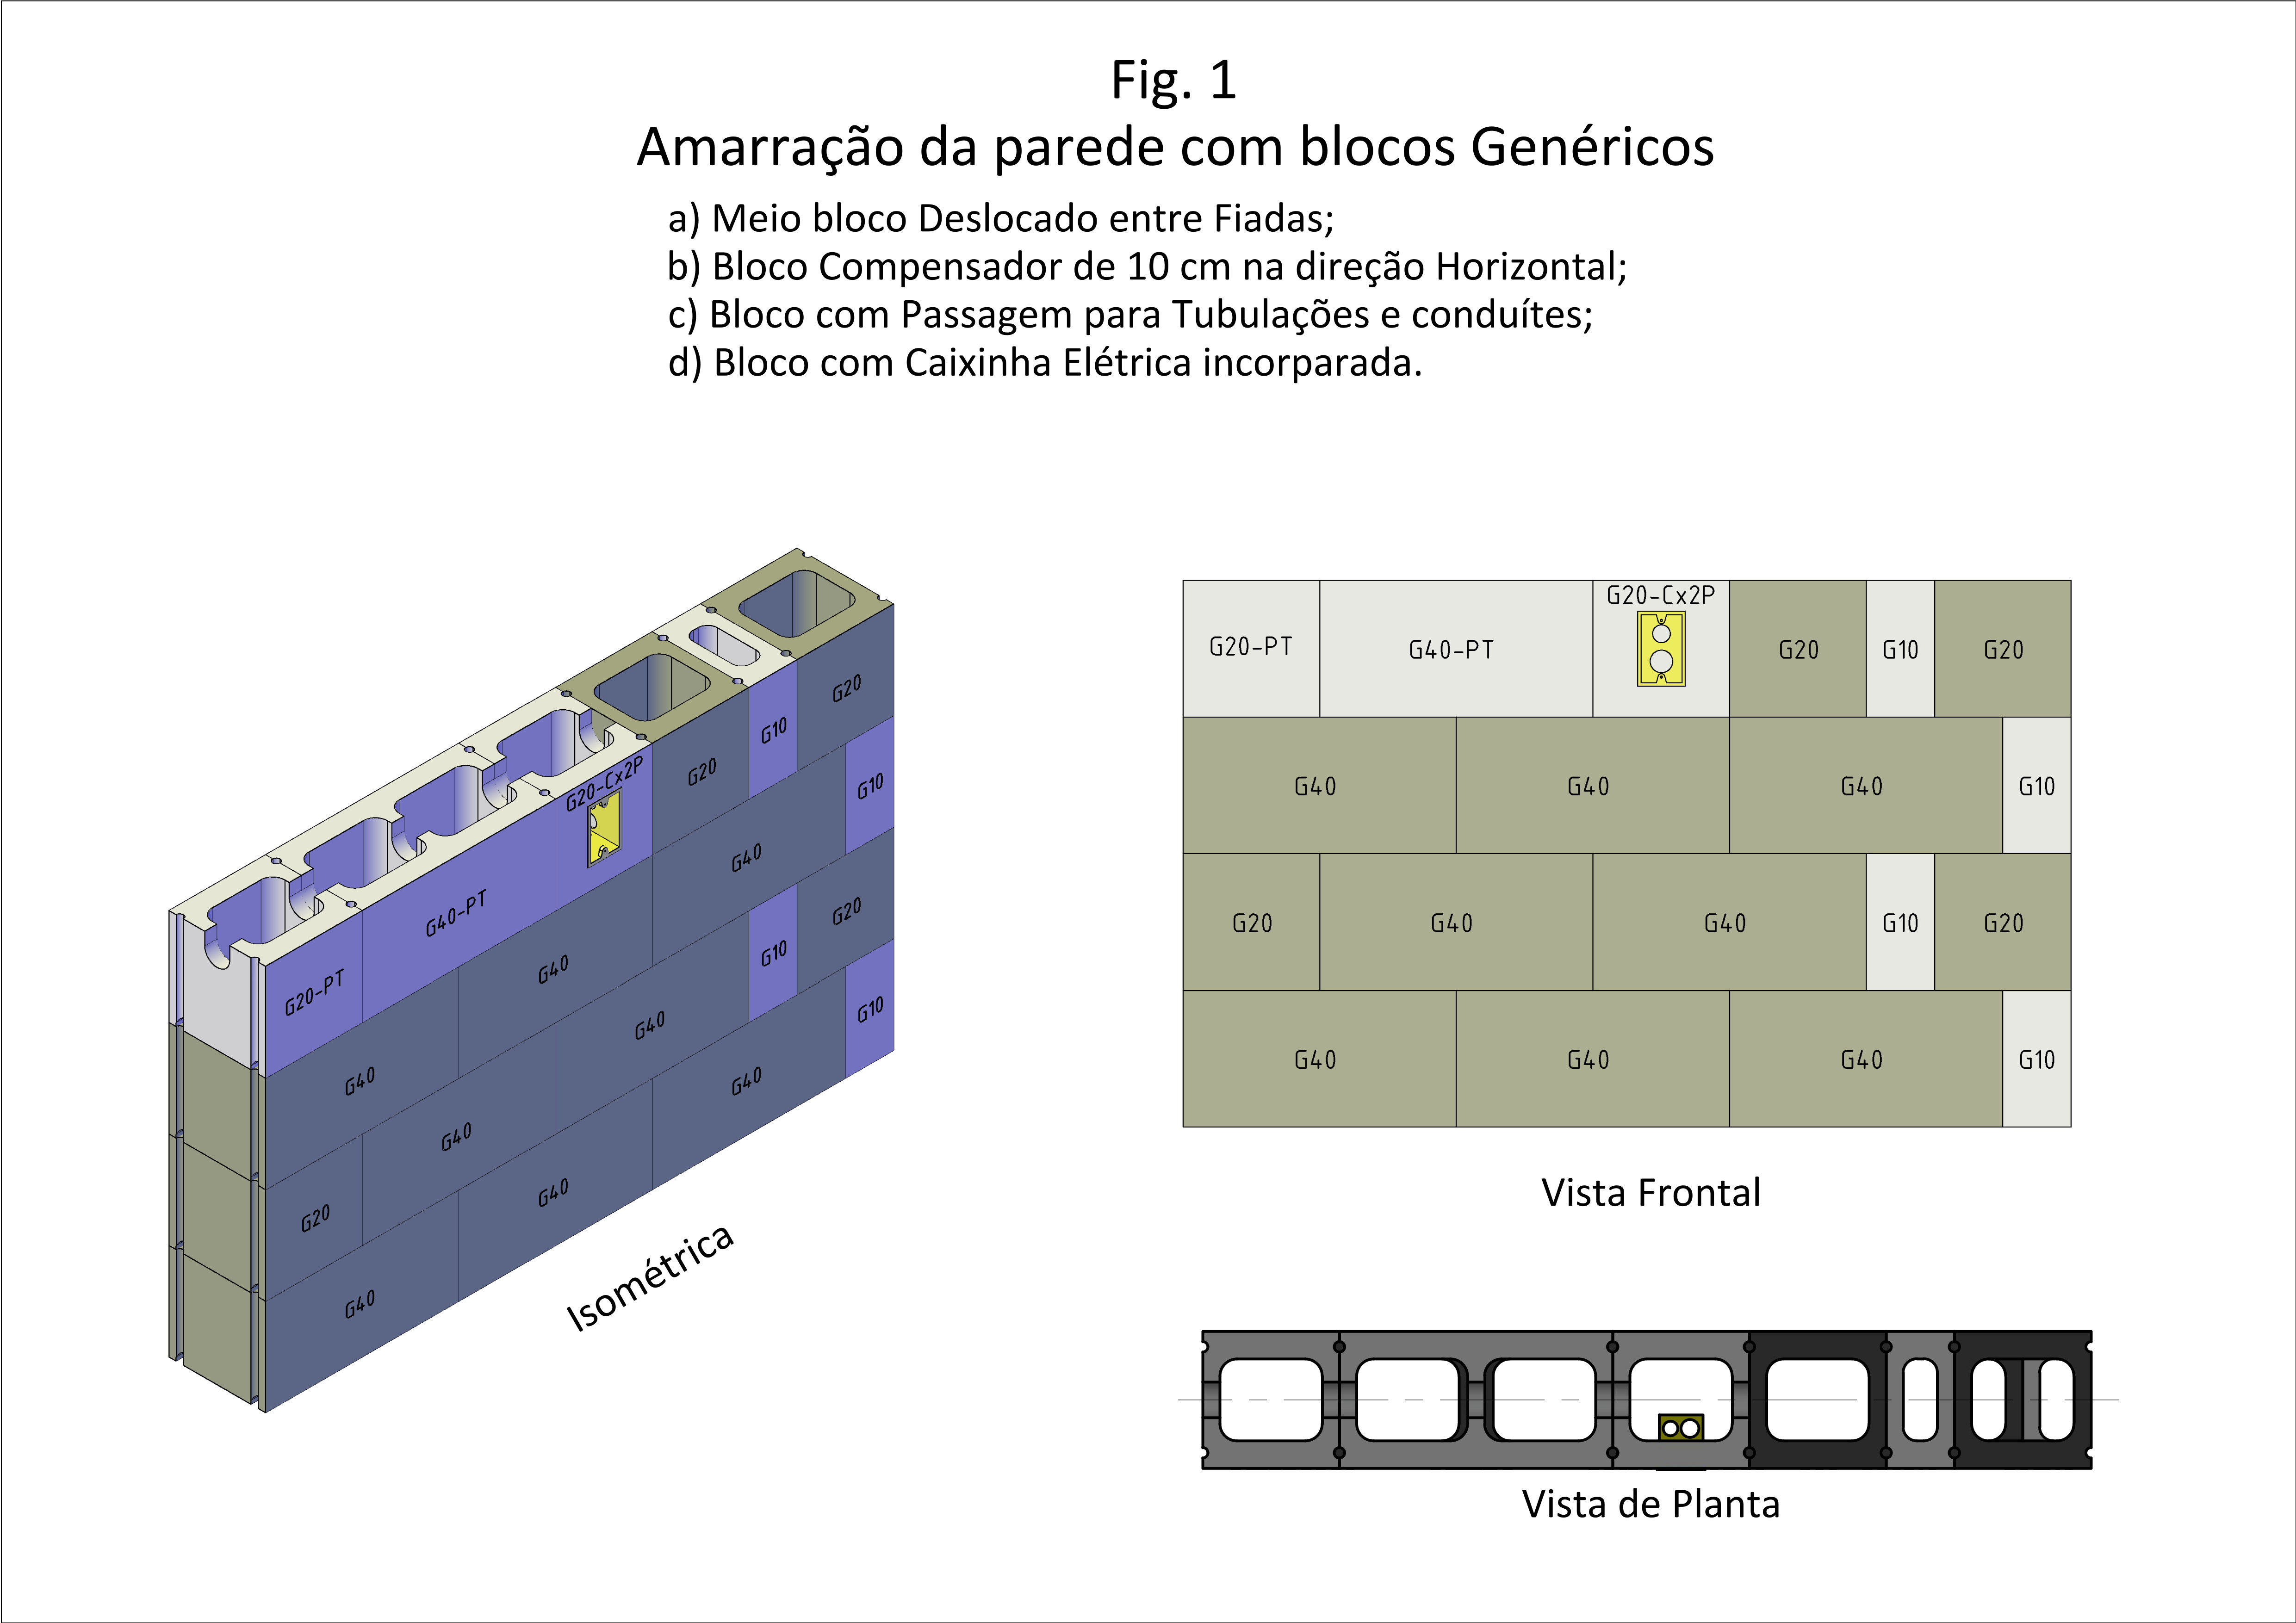 Fig. 1
Amarração da parede com blocos Genéricos
a) Meio bloco Deslocado entre Fiadas;
b) Bloco Compensador de 10 cm na direção Horizontal;
c) Bloco com Passagem para Tubulações e conduítes;
d) Bloco com Caixinha Elétrica incorparada.
G20-PT
G40-PT
G20-Cx2P
G20
G10
G20
G40
G40
G40
G10
G20
G40
G40
G10
G20
G40
G40
G40
G10
Isométrica
G20-PT
G40-PT
G20-Cx2P
G20
G10
G20
G40
G40
G40
G10
G20
G40
G40
G10
G20
G40
G40
G40
G10
Vista Frontal
Vista de Planta